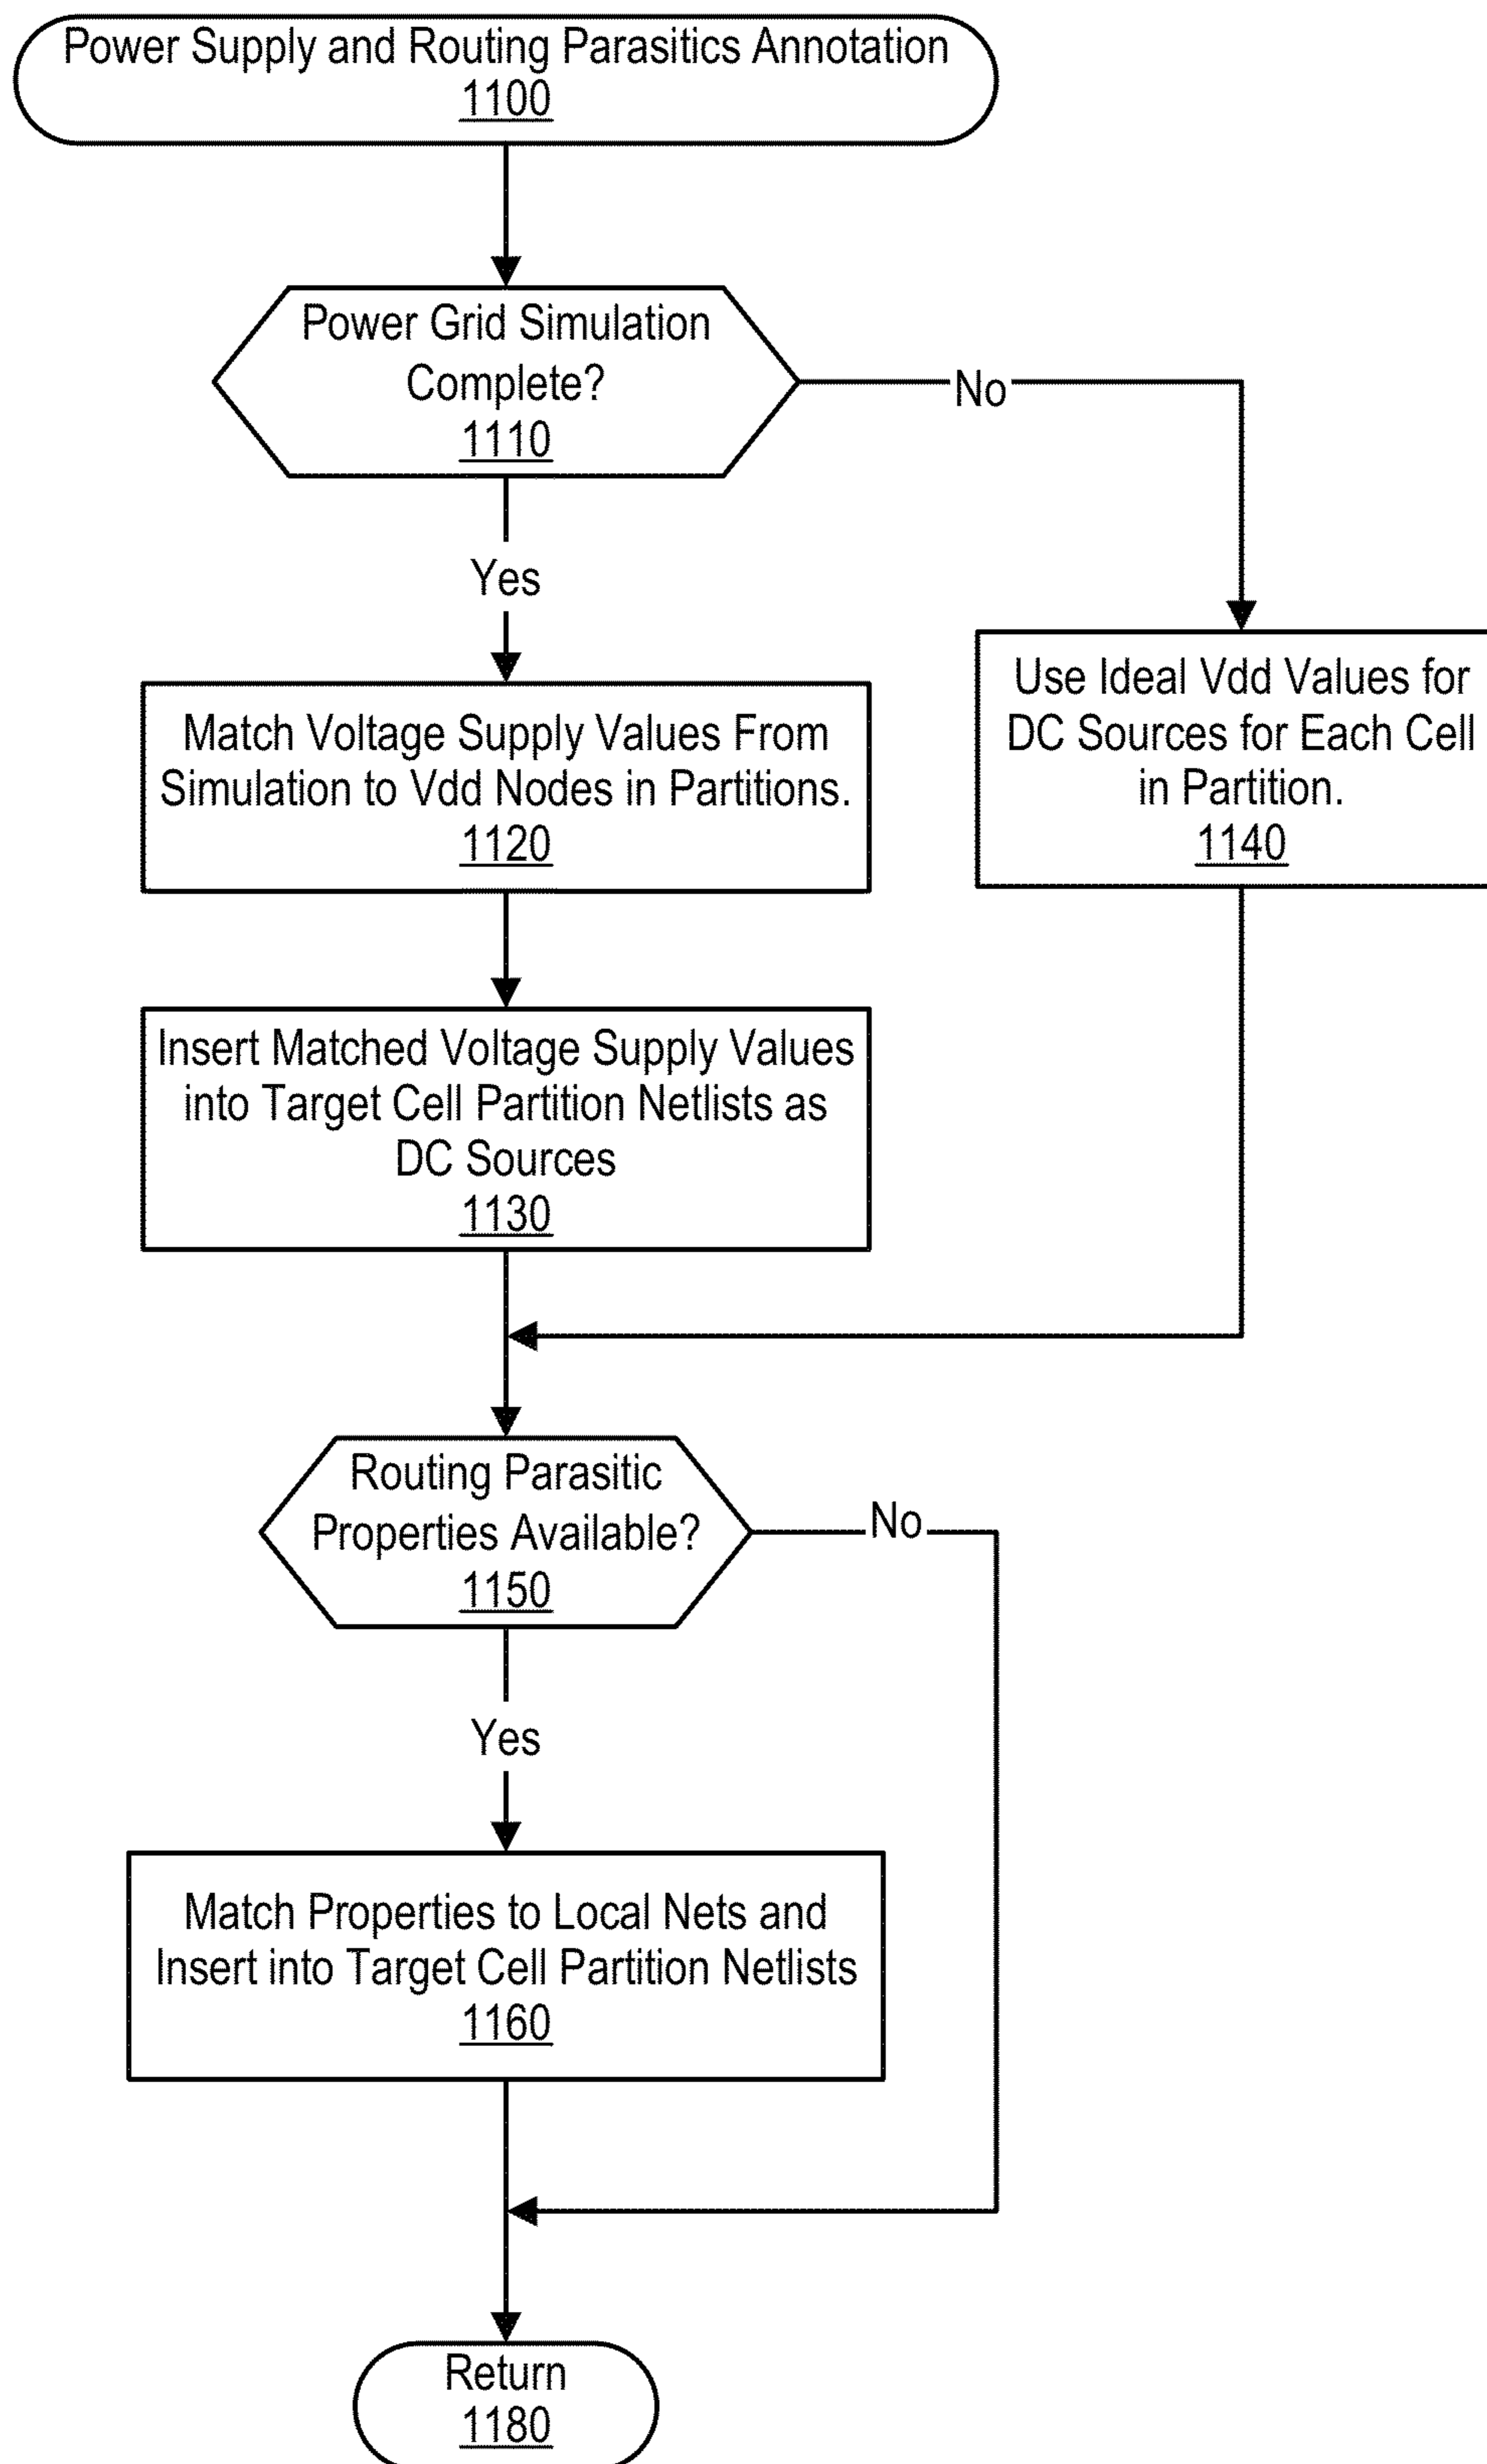 Power Supply and Routing Parasitics Annotation
1100
Power Grid Simulation
Complete?
1110
No
Yes
Match Voltage Supply Values From
Simulation to Vdd Nodes in Partitions.
1120
Use Ideal Vdd Values for
DC Sources for Each Cell
in Partition.
1140
Insert Matched Voltage Supply Values
into Target Cell Partition Netlists as
DC Sources
1130
Routing Parasitic
Properties Available?
1150
No
Yes
Match Properties to Local Nets and
Insert into Target Cell Partition Netlists
1160
Return
1180